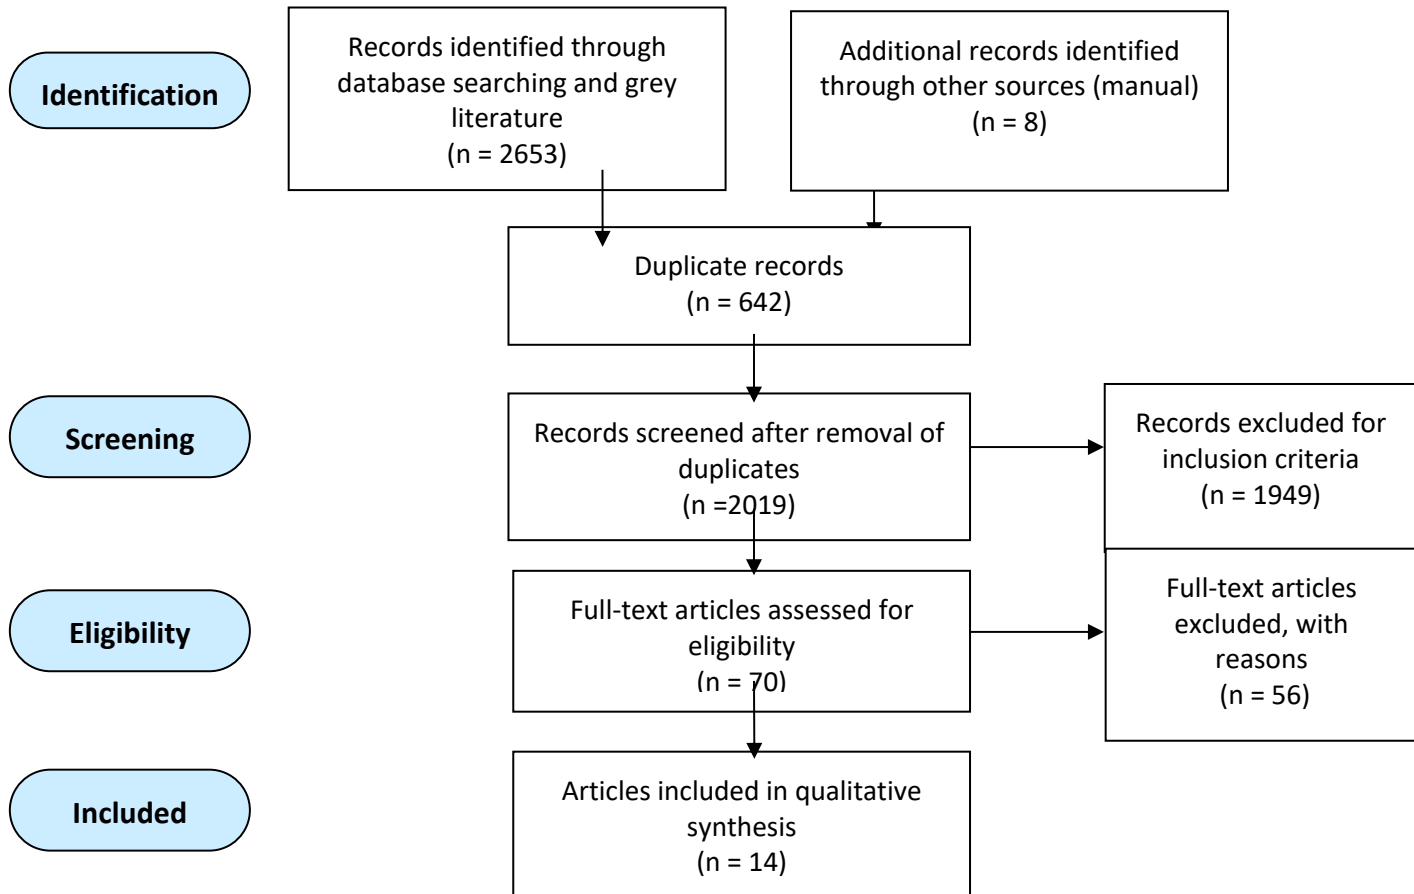 Identification
Records identified through
database searching and grey
literature
(n = 2653)
Additional records identified
through other sources (manual)
(n = 8)
Duplicate records
(n = 642)
Screening
Records screened after removal of
duplicates
(n =2019)
Records excluded for
inclusion criteria
(n = 1949)
Eligibility
Full-text articles assessed for
eligibility
(n = 70)
Full-text articles
excluded, with
reasons
(n = 56)
Included
Articles included in qualitative
synthesis
(n = 14)